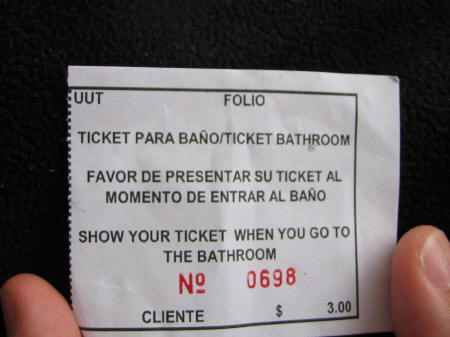 UUT FOLIO
TICKET PARA BAÑO/TICKET BATHROOM
FAVOR DE PRESENTAR SU TICKET AL
MOMENTO DE ENTRAR AL BAÑO
SHOW YOUR TICKET WHEN YOU GO TO
THE BATHROOM
Nº 0698
CLIENTE $ 3.00